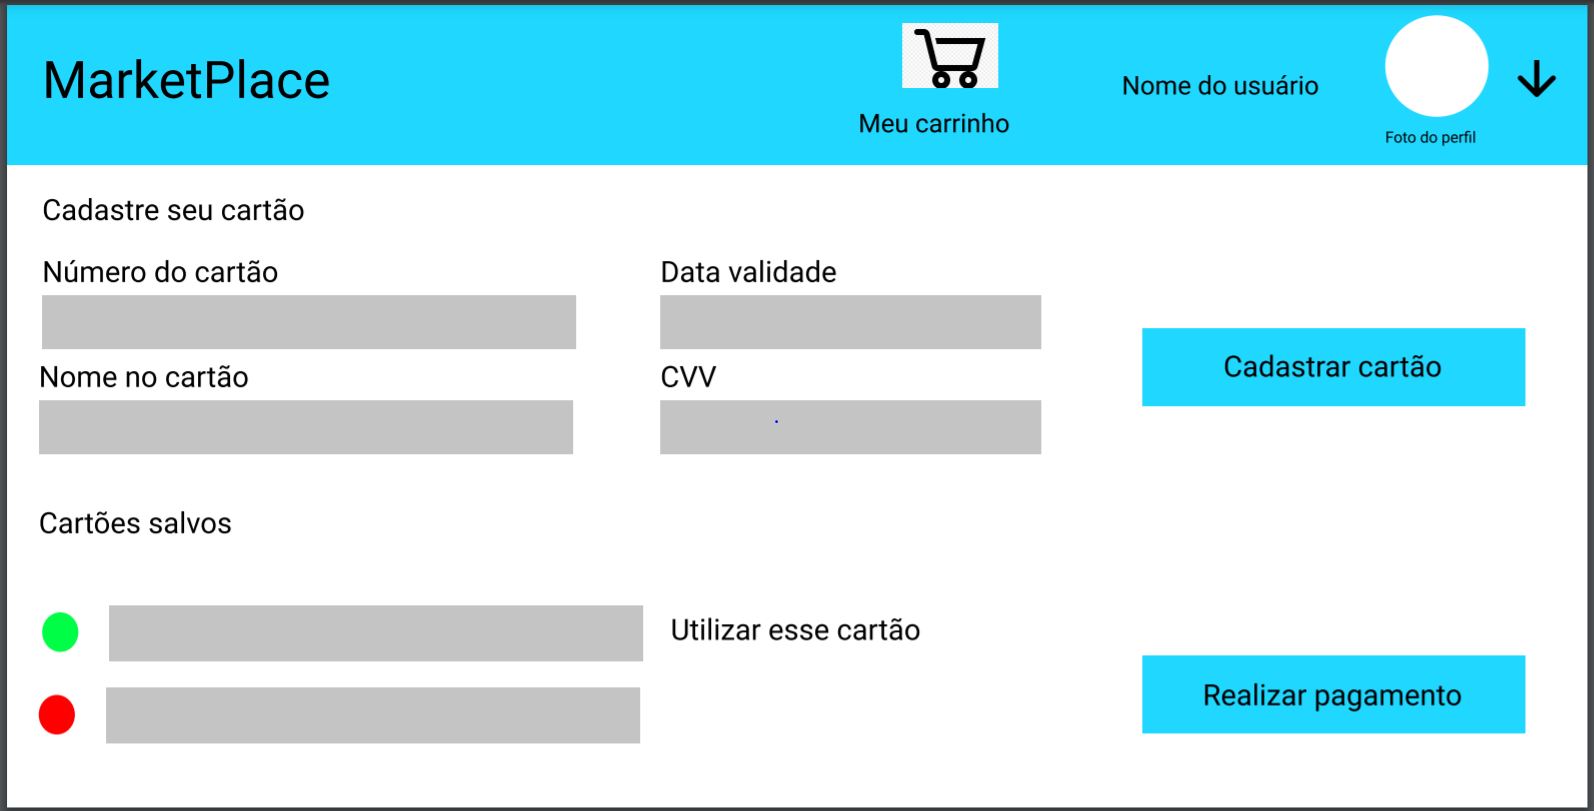 MarketPlace
Meu carrinho
Nome do usuário
Foto do perfil
Cadastre seu cartão
Número do cartão
Data validade
Nome no cartão
CVV
Cadastrar cartão
Cartões salvos
Utilizar esse cartão
Realizar pagamento